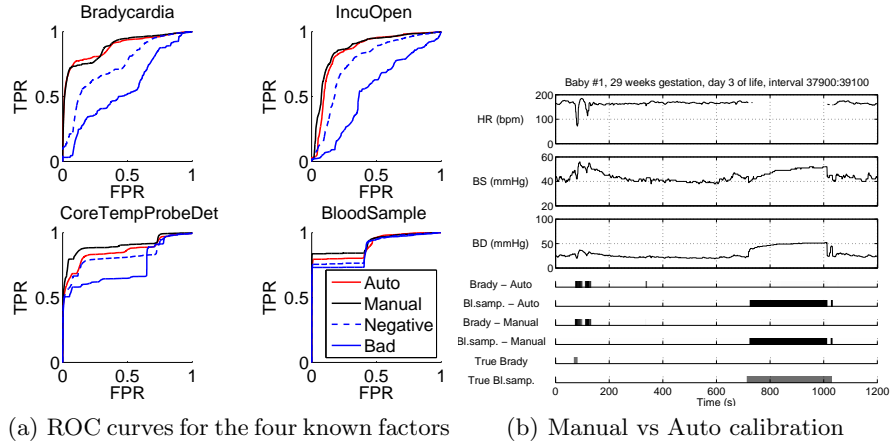 Bradycardia
IncuOpen
TPR
1
0.5
0
0
0.5
1
FPR
TPR
1
0.5
0
0
0.5
1
FPR
CoreTempProbeDet
BloodSample
TPR
1
0.5
0
0
0.5
1
FPR
TPR
1
0.5
0
0
0.5
1
FPR
Auto
Manual
Negative
Bad
(a) ROC curves for the four known factors
Baby #1, 29 weeks gestation, day 3 of life, interval 37900:39100
HR (bpm)
200
100
0
BS (mmHg)
60
40
20
BD (mmHg)
100
50
0
Brady − Auto
Bl.samp. − Auto
Brady − Manual
Bl.samp. − Manual
True Brady
True Bl.samp.
0 200 400 600 800 1000 1200
Time (s)
(b) Manual vs Auto calibration